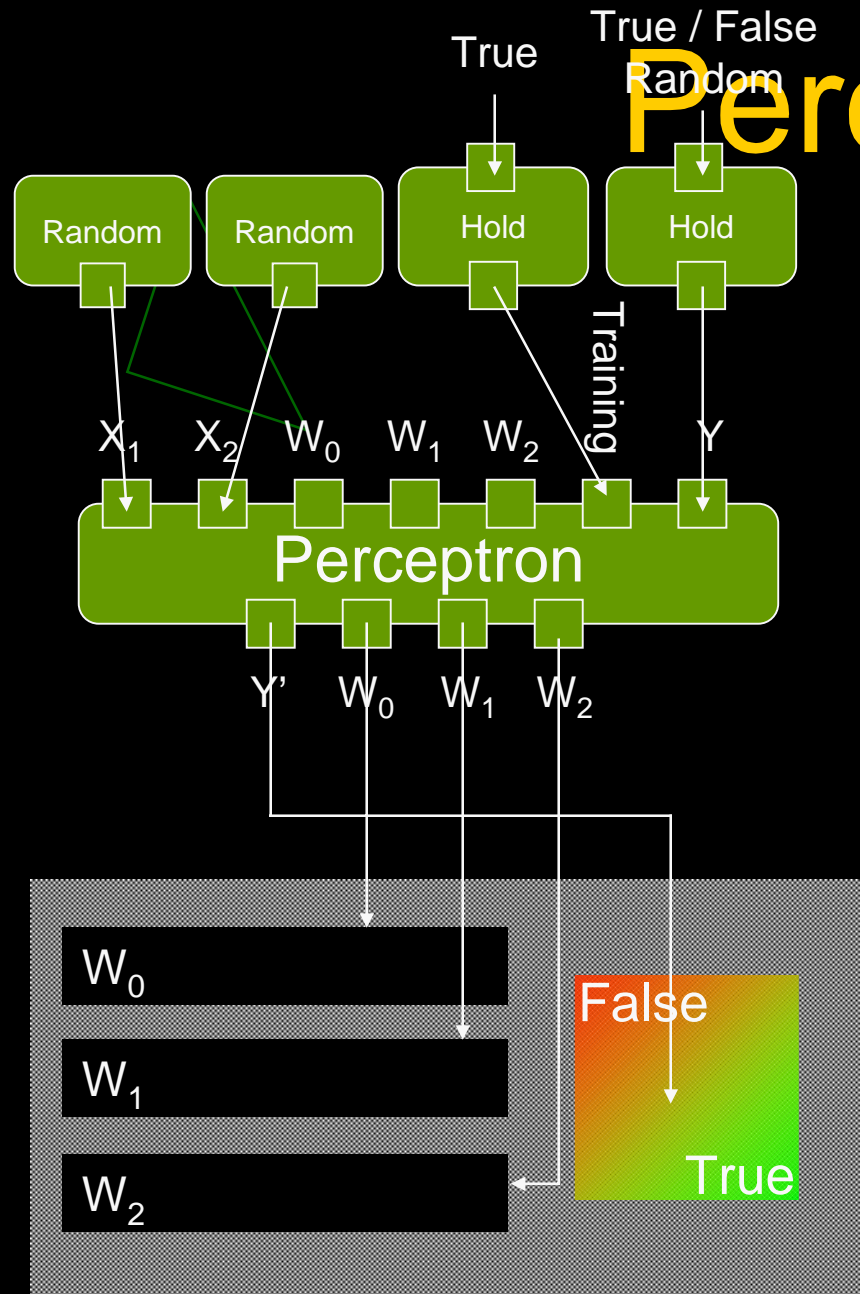 True
True / False
Random
Perc
Random
Random
Hold
Hold
Training
X₁
X₂
W₀
W₁
W₂
Y
Perceptron
Y’
W₀
W₁
W₂
W₀
W₁
W₂
False
True